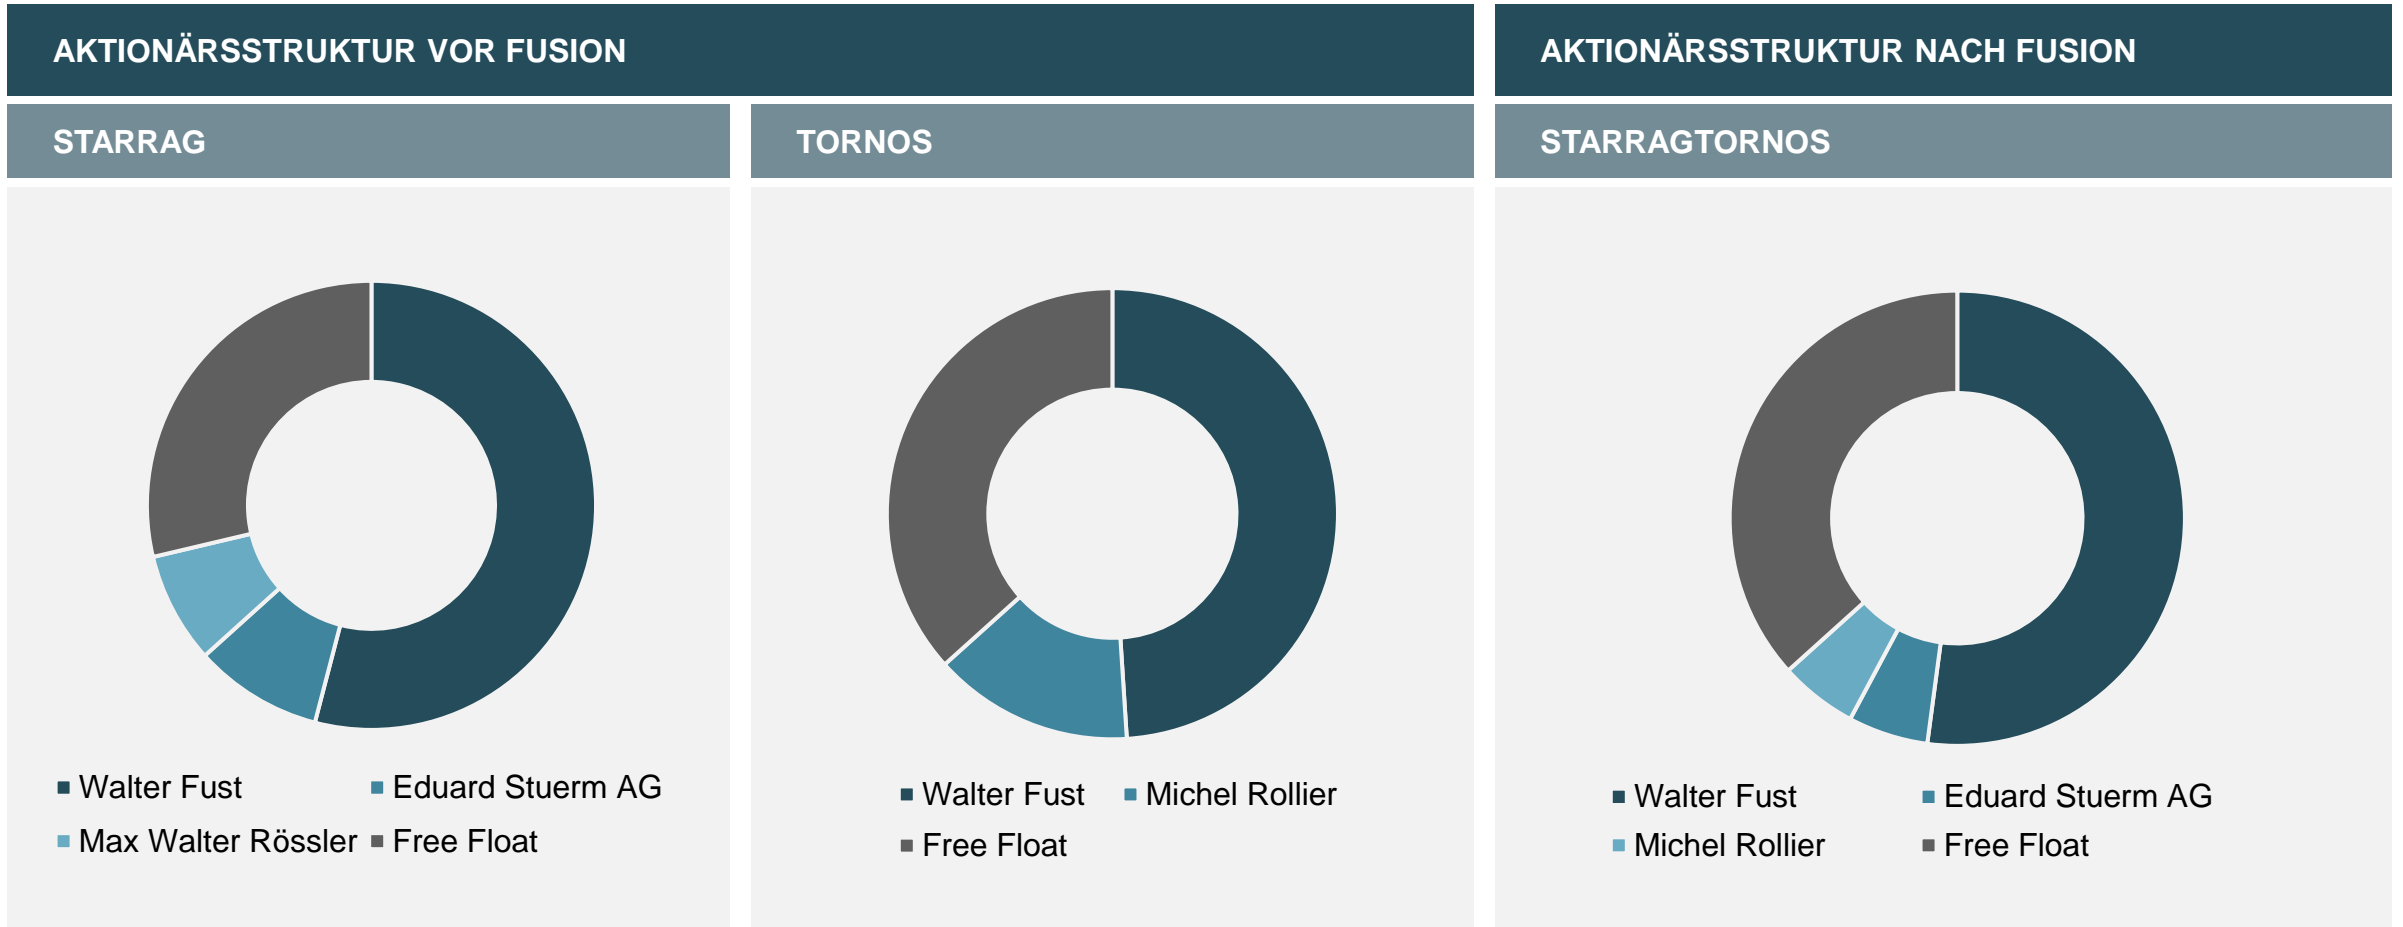 AKTIONÄRSSTRUKTUR VOR FUSION
AKTIONÄRSSTRUKTUR NACH FUSION
STARRAG
TORNOS
STARRAGTORNOS
Walter Fust
Eduard Stuerm AG
Max Walter Rössler
Free Float
Walter Fust
Michel Rollier
Free Float
Walter Fust
Eduard Stuerm AG
Michel Rollier
Free Float